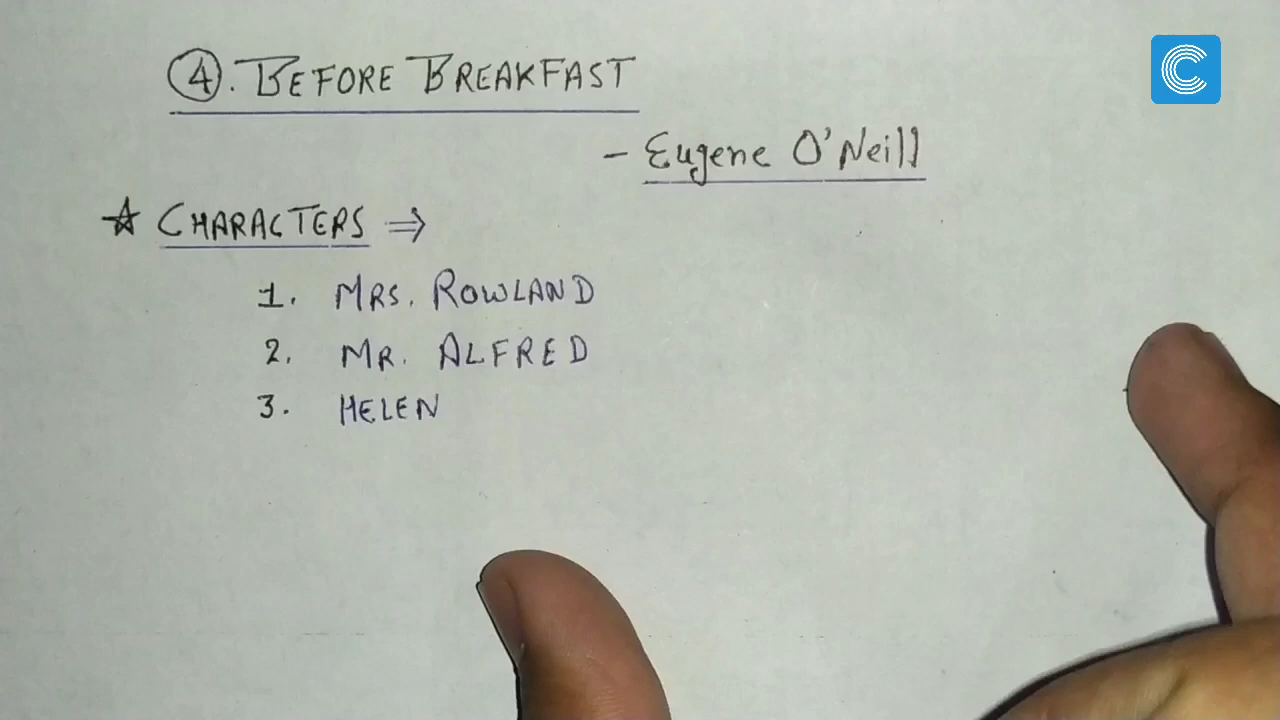 4. BEFORE BREAKFAST
- Eugene O'Neill
☆ CHARACTERS ⇒
1. MRS. ROWLAND
2. MR. ALFRED
3. HELEN